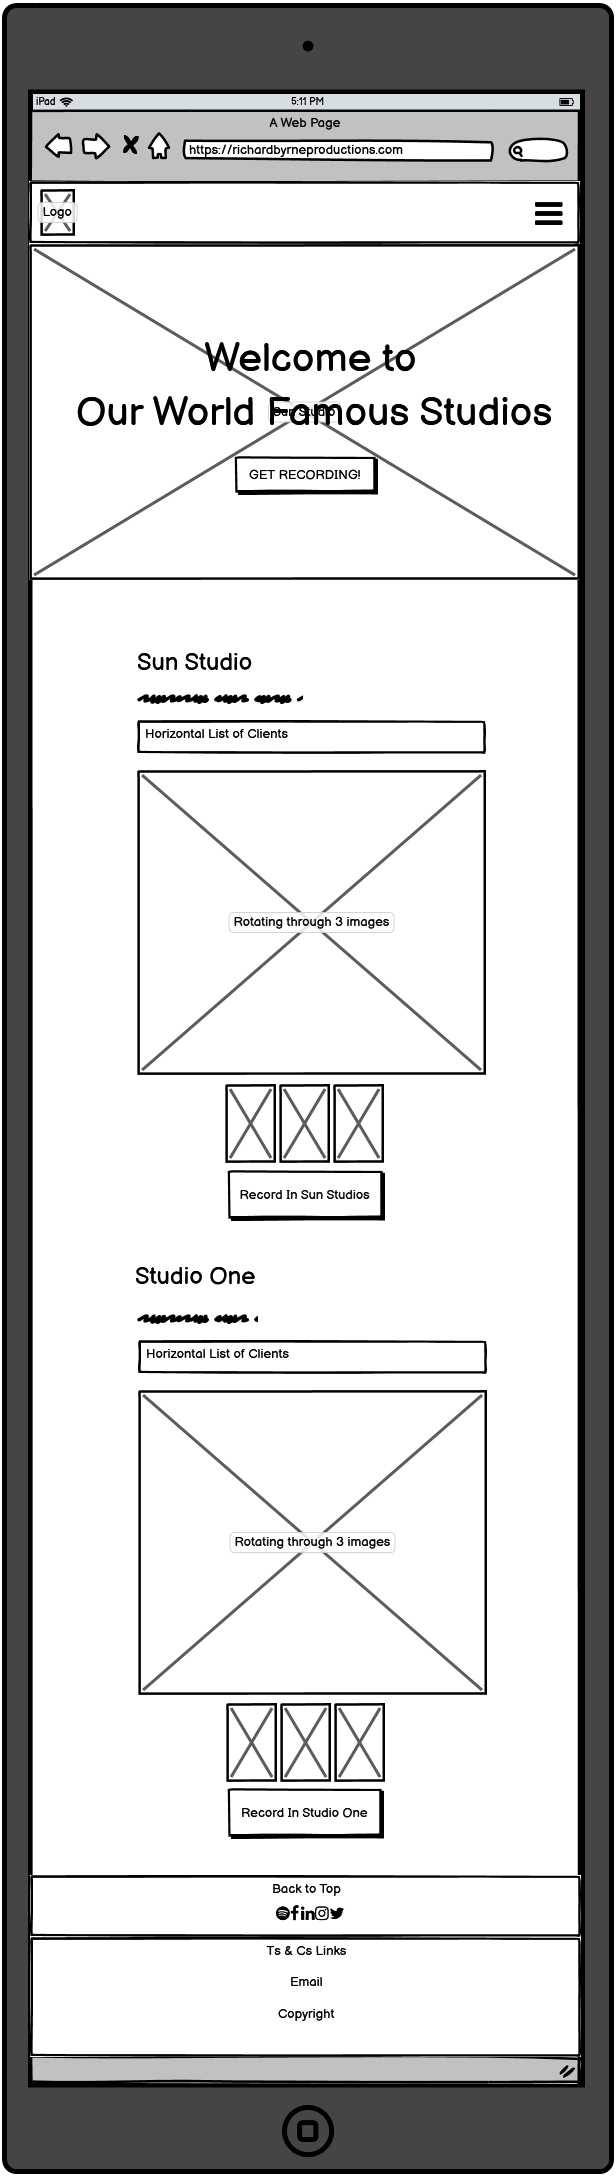 iPad
5:11 PM
A Web Page
https://richardbyrneproductions.com
Logo
Welcome to
Our World Famous Studios
Sun Studio
GET RECORDING!
Sun Studio
Horizontal List of Clients
Rotating through 3 images
Record In Sun Studios
Studio One
Horizontal List of Clients
Rotating through 3 images
Record In Studio One
Back to Top
Ts & Cs Links
Email
Copyright